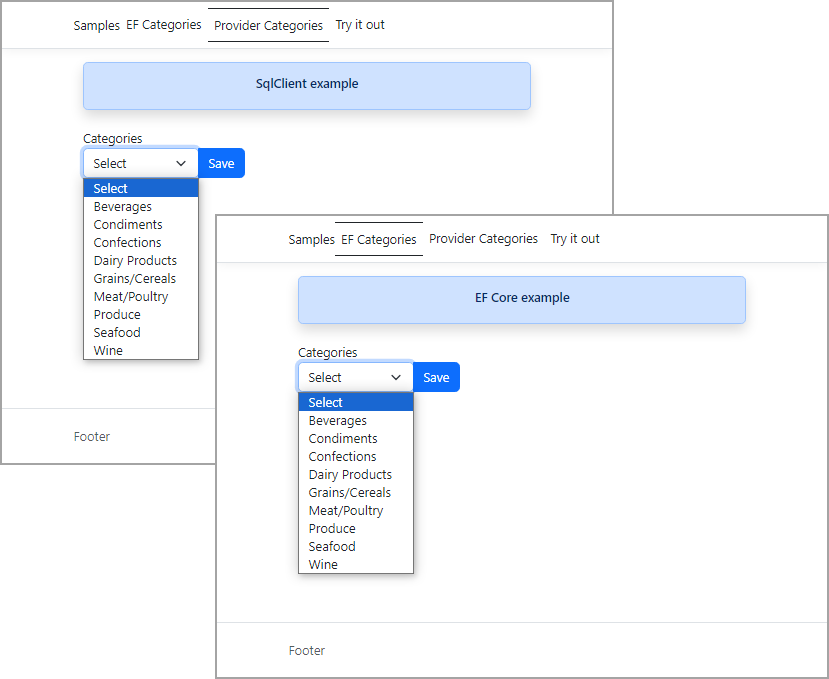 Samples EF Categories Provider Categories Try it out
SqlClient example
Categories
Select Save
Select
Beverages
Condiments
Confections
Dairy Products
Grains/Cereals
Meat/Poultry
Produce
Seafood
Wine
Footer
Samples EF Categories Provider Categories Try it out
EF Core example
Categories
Select Save
Select
Beverages
Condiments
Confections
Dairy Products
Grains/Cereals
Meat/Poultry
Produce
Seafood
Wine
Footer